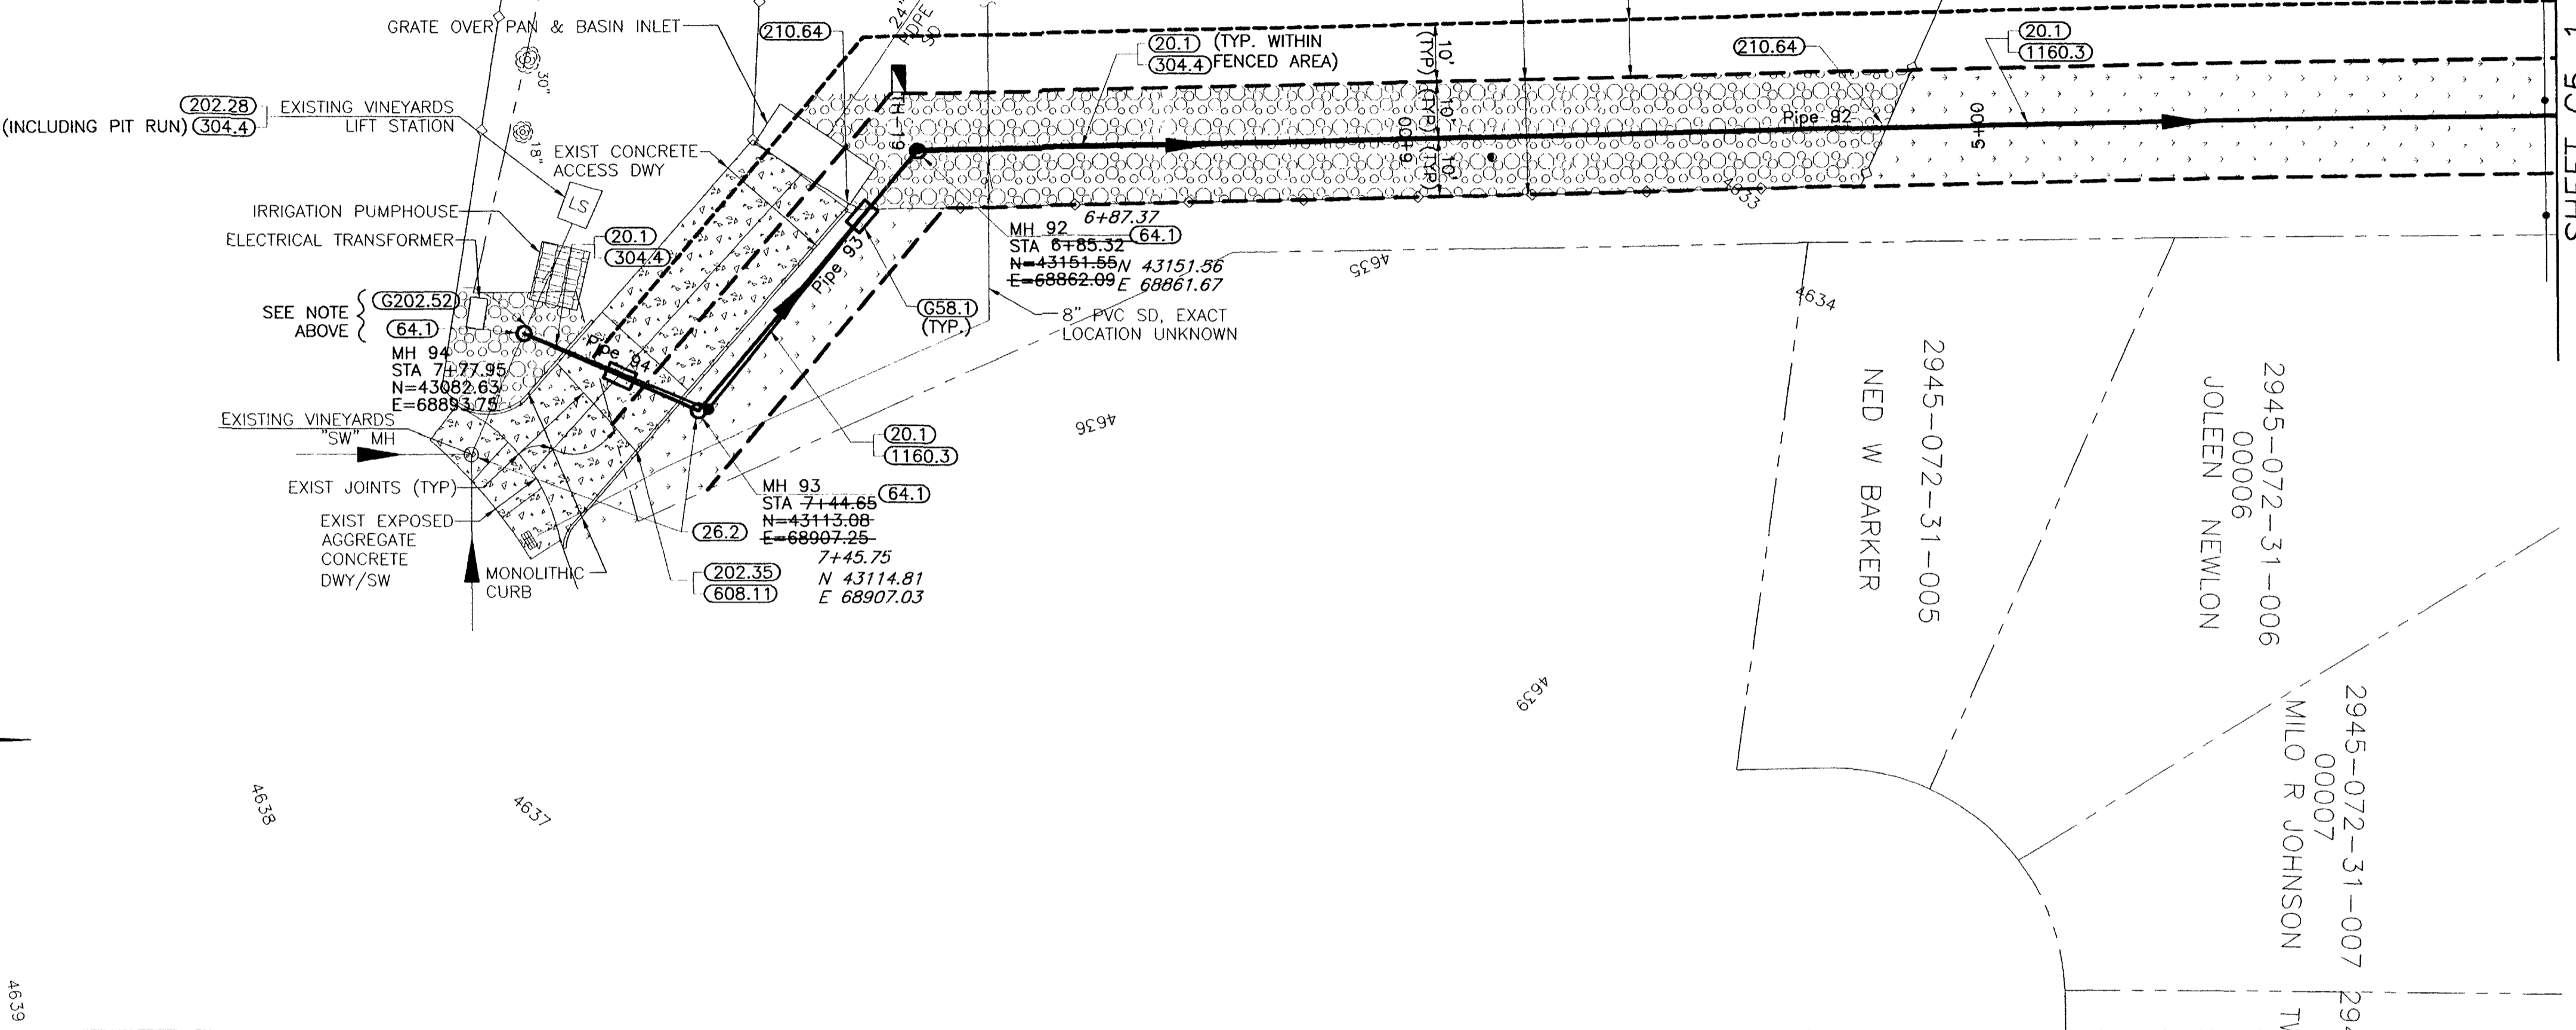 GRATE OVER PAN & BASIN INLET
24"
HDPE
SD
210.64
20.1 (TYP. WITHIN
304.4 FENCED AREA)
10'
(TYP)
10'
(TYP)
10'
(TYP)
210.64
20.1
1160.3
30"
18"
202.28
(INCLUDING PIT RUN) 304.4
EXISTING VINEYARDS
LIFT STATION
EXIST CONCRETE
ACCESS DWY
LS
IRRIGATION PUMPHOUSE
ELECTRICAL TRANSFORMER
20.1
304.4
SEE NOTE
ABOVE
G202.52
64.1
MH 94
STA 7+77.95
N=43082.63
E=68893.75
Pipe 94
Pipe 93
Pipe 92
6+00
5+00
4633
6+87.37
MH 92
64.1
STA 6+85.32
N=43151.55
N 43151.56
E=68862.09
E 68861.67
G58.1
(TYP.)
8" PVC SD, EXACT
LOCATION UNKNOWN
4635
4634
4636
EXISTING VINEYARDS
"SW" MH
EXIST JOINTS (TYP)
EXIST EXPOSED
AGGREGATE
CONCRETE
DWY/SW
MONOLITHIC
CURB
20.1
1160.3
MH 93
64.1
STA 7+44.65
N=43113.08
E=68907.25
7+45.75
N 43114.81
E 68907.03
26.2
202.35
608.11
2945-072-31-005
NED W BARKER
2945-072-31-006
00006
JOLEEN NEWLON
2945-072-31-007
00007
MILO R JOHNSON
4639
4638
4637
4639
SHEET 90